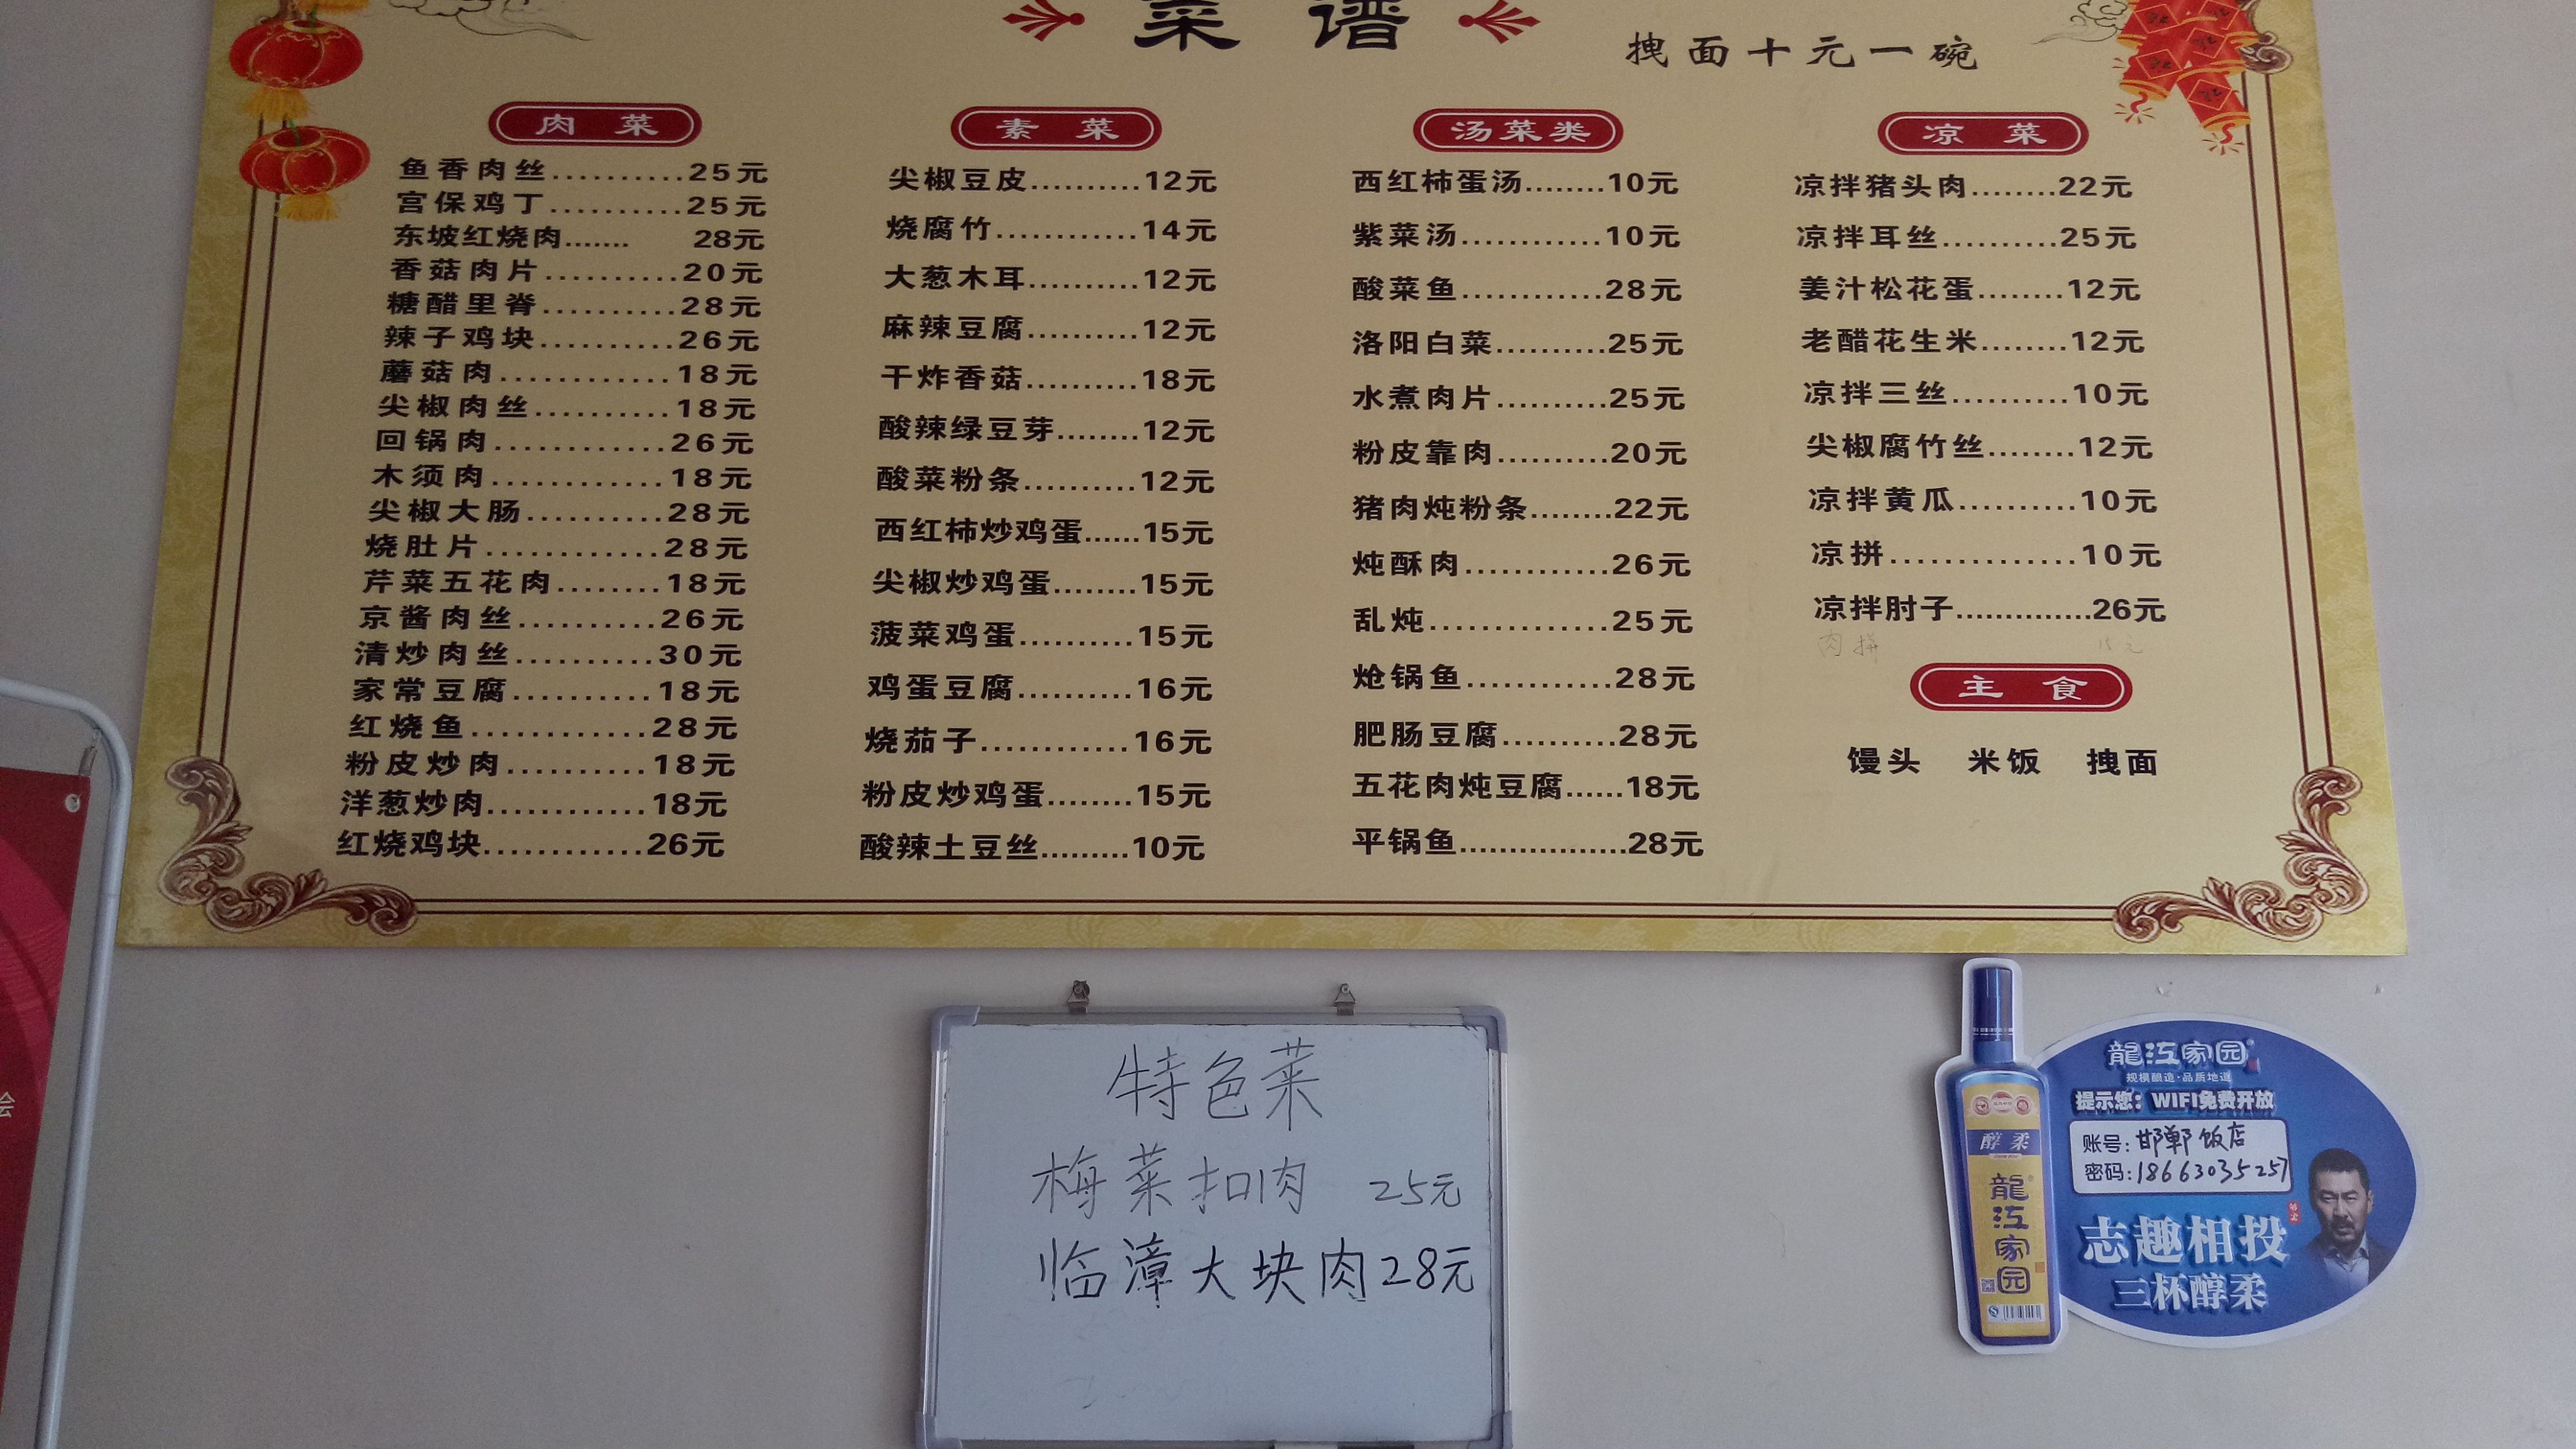 菜 谱
拽面十元一碗
肉 菜
鱼香肉丝..........25元
宫保鸡丁..........25元
东坡红烧肉....... 28元
香菇肉片..........20元
糖醋里脊..........28元
辣子鸡块..........26元
蘑菇肉............18元
尖椒肉丝..........18元
回锅肉............26元
木须肉............18元
尖椒大肠..........28元
烧肚片............28元
芹菜五花肉........18元
京酱肉丝..........26元
清炒肉丝..........30元
家常豆腐..........18元
红烧鱼............28元
粉皮炒肉..........18元
洋葱炒肉............18元
红烧鸡块............26元
素 菜
尖椒豆皮..........12元
烧腐竹............14元
大葱木耳..........12元
麻辣豆腐..........12元
干炸香菇..........18元
酸辣绿豆芽........12元
酸菜粉条..........12元
西红柿炒鸡蛋......15元
尖椒炒鸡蛋........15元
菠菜鸡蛋..........15元
鸡蛋豆腐..........16元
烧茄子............16元
粉皮炒鸡蛋........15元
酸辣土豆丝.........10元
汤菜类
西红柿蛋汤........10元
紫菜汤............10元
酸菜鱼............28元
洛阳白菜..........25元
水煮肉片..........25元
粉皮靠肉..........20元
猪肉炖粉条........22元
炖酥肉............26元
乱炖..............25元
炝锅鱼............28元
肥肠豆腐..........28元
五花肉炖豆腐......18元
平锅鱼.................28元
凉 菜
凉拌猪头肉........22元
凉拌耳丝..........25元
姜汁松花蛋........12元
老醋花生米........12元
凉拌三丝..........10元
尖椒腐竹丝........12元
凉拌黄瓜..........10元
凉拼..............10元
凉拌肘子.............26元
肉拼 15元
主 食
馒头 米饭 拽面
特色菜
梅菜扣肉 25元
临漳大块肉28元
龍江家园
规模酿造·品质地道
提示您：WIFI免费开放
账号：邯郸饭店
密码：18663035257
志趣相投
三杯醇柔
醇柔
龍江家园
会